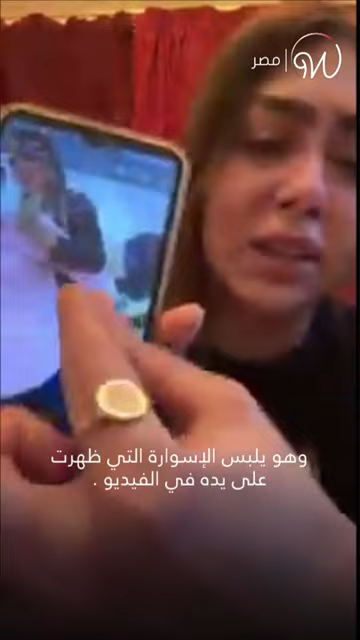 مصر
وهو يلبس الإسوارة التي ظهرت
على يده في الفيديو .